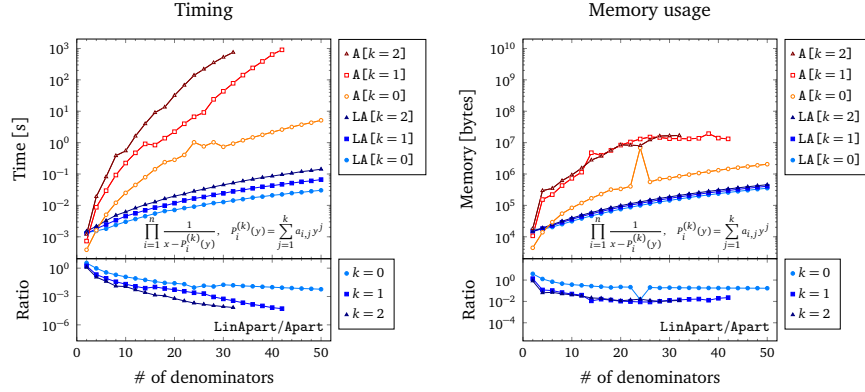 Timing
Time [s]
10^3
10^2
10^1
10^0
10^-1
10^-2
10^-3
A[k = 2]
A[k = 1]
A[k = 0]
LA[k = 2]
LA[k = 1]
LA[k = 0]
∏_{i=1}^{n} 1/(x−P_i^{(k)}(y)), P_i^{(k)}(y)=∑_{j=1}^{k} a_{i,j} y^j
Ratio
10^0
10^-2
10^-4
10^-6
LinApart/Apart
k = 0
k = 1
k = 2
0 10 20 30 40 50
# of denominators
Memory usage
Memory [bytes]
10^10
10^9
10^8
10^7
10^6
10^5
10^4
A[k = 2]
A[k = 1]
A[k = 0]
LA[k = 2]
LA[k = 1]
LA[k = 0]
∏_{i=1}^{n} 1/(x−P_i^{(k)}(y)), P_i^{(k)}(y)=∑_{j=1}^{k} a_{i,j} y^j
Ratio
10^0
10^-2
10^-4
LinApart/Apart
k = 0
k = 1
k = 2
0 10 20 30 40 50
# of denominators